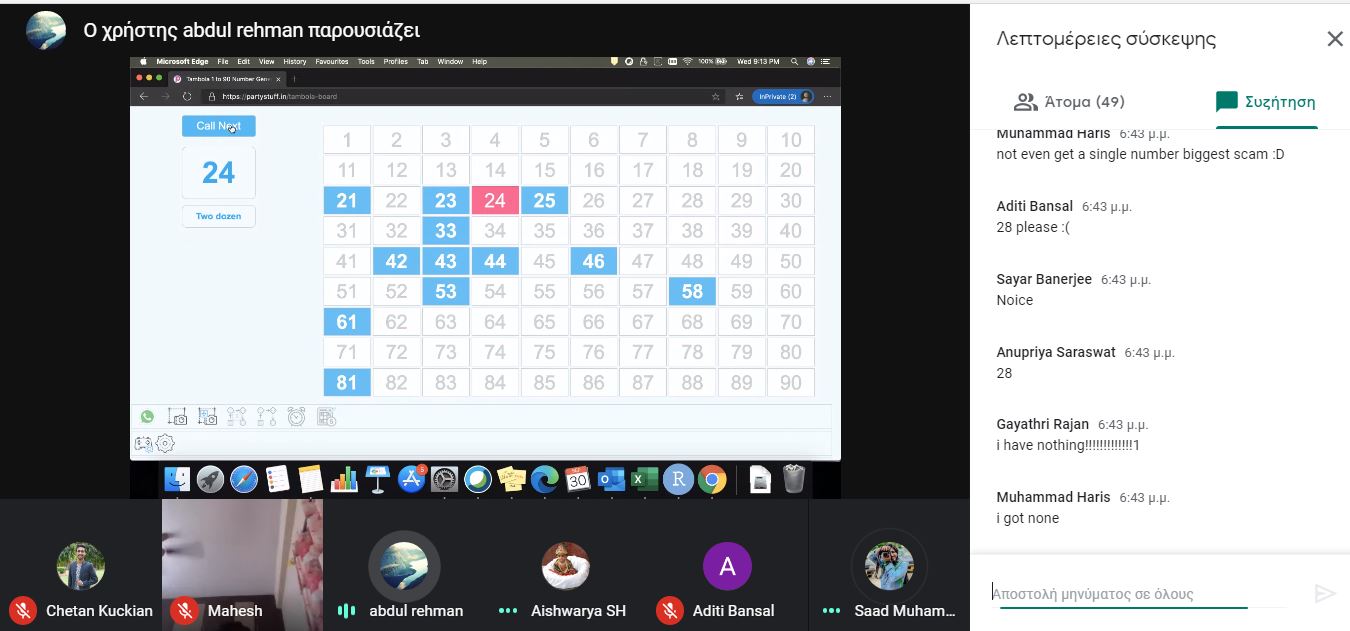 Ο χρήστης abdul rehman παρουσιάζει
Microsoft Edge File Edit View History Favourites Tools Profiles Tab Window Help 100% Wed 9:13 PM
Tambola 1 to 90 Number Gen
https://partystuff.in/tambola-board InPrivate (2)
Call Next
24
Two dozen
1 2 3 4 5 6 7 8 9 10
11 12 13 14 15 16 17 18 19 20
21 22 23 24 25 26 27 28 29 30
31 32 33 34 35 36 37 38 39 40
41 42 43 44 45 46 47 48 49 50
51 52 53 54 55 56 57 58 59 60
61 62 63 64 65 66 67 68 69 70
71 72 73 74 75 76 77 78 79 80
81 82 83 84 85 86 87 88 89 90
5
SEP
30
R
Chetan Kuckian
Mahesh
abdul rehman
Aishwarya SH
A
Aditi Bansal
Saad Muham...
Λεπτομέρειες σύσκεψης
Άτομα (49)
Συζήτηση
Muhammad Haris 6:43 μ.μ.
not even get a single number biggest scam :D
Aditi Bansal 6:43 μ.μ.
28 please :(
Sayar Banerjee 6:43 μ.μ.
Noice
Anupriya Saraswat 6:43 μ.μ.
28
Gayathri Rajan 6:43 μ.μ.
i have nothing!!!!!!!!!!!!!1
Muhammad Haris 6:43 μ.μ.
i got none
Αποστολή μηνύματος σε όλους